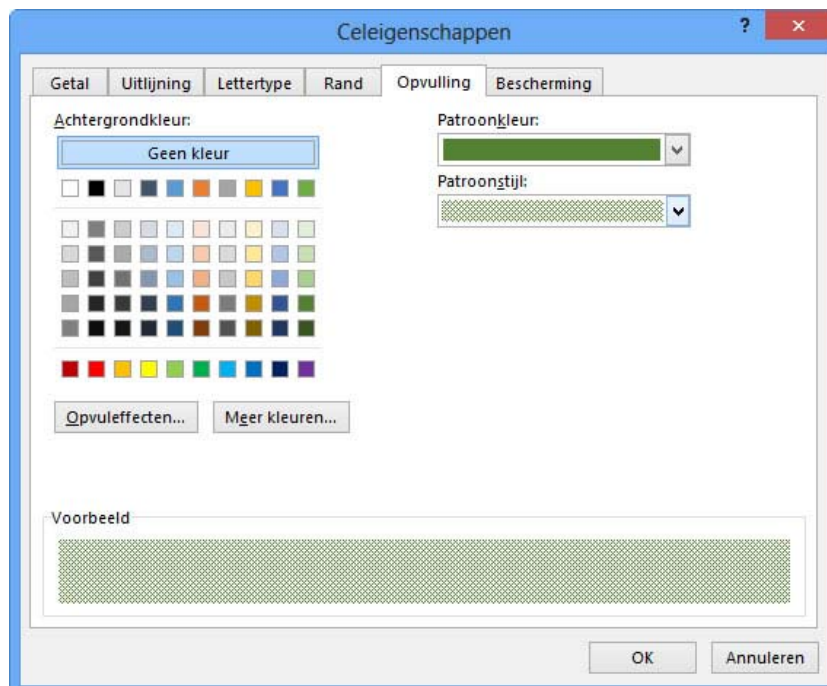 Celeigenschappen
?
Getal Uitlijning Lettertype Rand Opvulling Bescherming
Achtergrondkleur:
Geen kleur
Patroonkleur:
Patroonstijl:
Opvuleffecten... Meer kleuren...
Voorbeeld
OK Annuleren